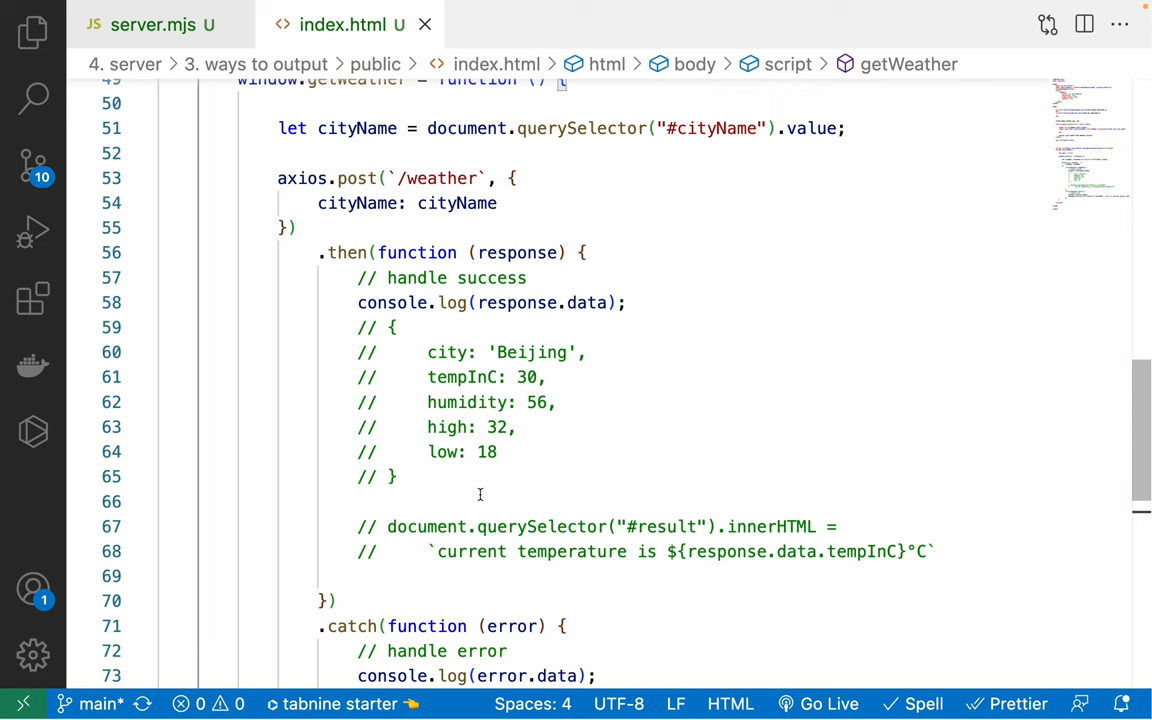 JS server.mjs U
<> index.html U ×
4. server > 3. ways to output > public > <> index.html > html > body > script > getWeather
49 window.getWeather = function () {
50
51 let cityName = document.querySelector("#cityName").value;
52
53 axios.post(`/weather`, {
54 cityName: cityName
55 })
56 .then(function (response) {
57 // handle success
58 console.log(response.data);
59 // {
60 // city: 'Beijing',
61 // tempInC: 30,
62 // humidity: 56,
63 // high: 32,
64 // low: 18
65 // }
66
67 // document.querySelector("#result").innerHTML =
68 // `current temperature is ${response.data.tempInC}°C`
69
70 })
71 .catch(function (error) {
72 // handle error
73 console.log(error.data);
10
1
main* 0 0 tabnine starter 👈 Spaces: 4 UTF-8 LF HTML Go Live Spell Prettier